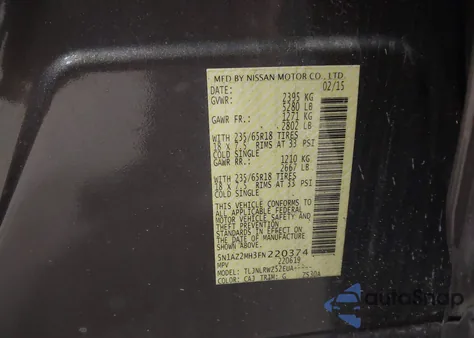 MFD BY NISSAN MOTOR CO., LTD
DATE: 02/15
GVWR: 2395 KG
5280 LB
GAWR FR.: 1271 KG
2802 LB
WITH 235/65R18 TIRES
18 X 7.5 RIMS AT 33 PSI
COLD SINGLE
GAWR RR.: 1210 KG
2667 LB
WITH 235/65R18 TIRES
18 X 7.5 RIMS AT 33 PSI
COLD SINGLE
THIS VEHICLE CONFORMS TO
ALL APPLICABLE FEDERAL
MOTOR VEHICLE SAFETY AND
THEFT PREVENTION STANDARDS
IN EFFECT ON THE DATE OF
MANUFACTURE SHOWN ABOVE.
5N1AZ2MH3FN220374
220619
MPV
TLJNLRWZ52EUA
COLOR: CAJ TRIM: G Z5304
autoSnap